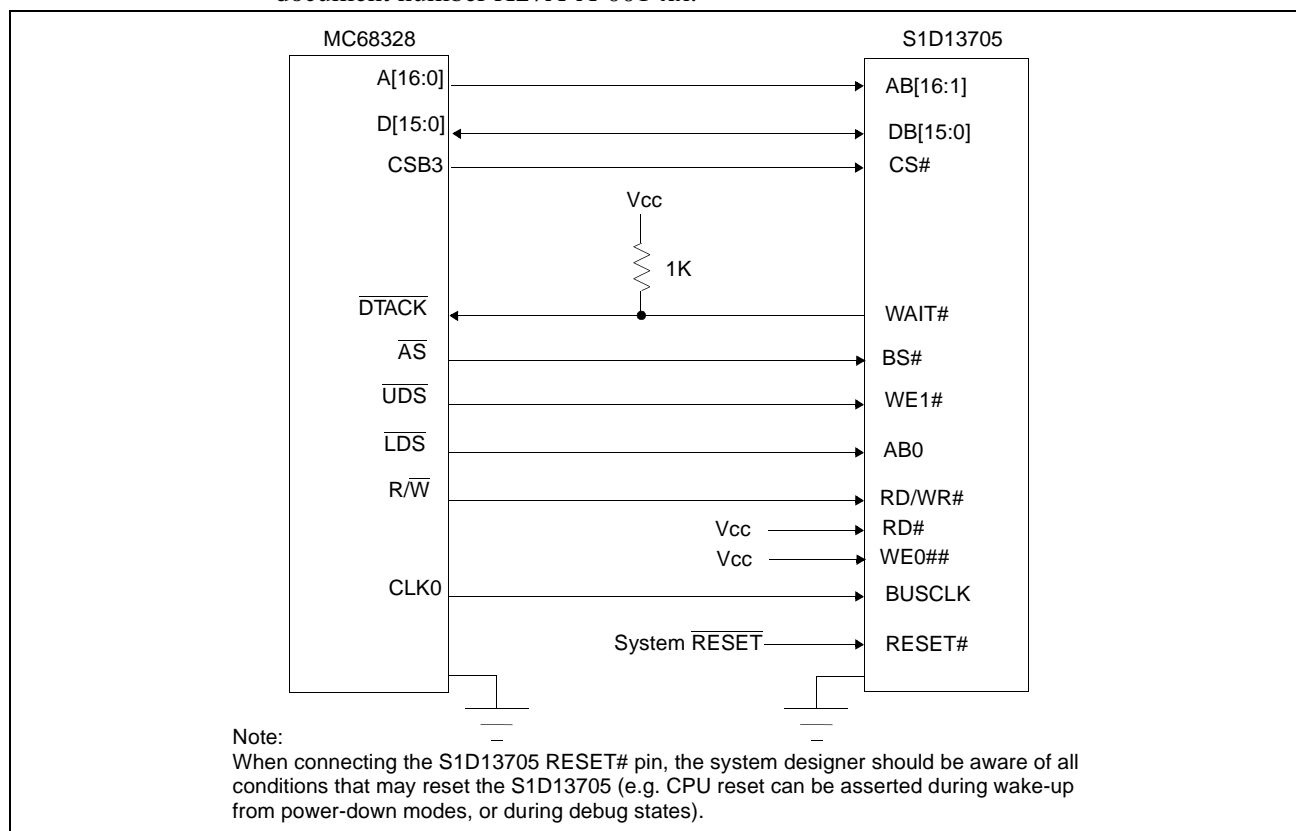 MC68328 S1D13705
A[16:0] AB[16:1]
D[15:0] DB[15:0]
CSB3 CS#
Vcc
1K
DTACK WAIT#
AS BS#
UDS WE1#
LDS AB0
R/W RD/WR#
Vcc RD#
Vcc WE0##
CLK0 BUSCLK
System RESET RESET#
Note:
When connecting the S1D13705 RESET# pin, the system designer should be aware of all
conditions that may reset the S1D13705 (e.g. CPU reset can be asserted during wake-up
from power-down modes, or during debug states).